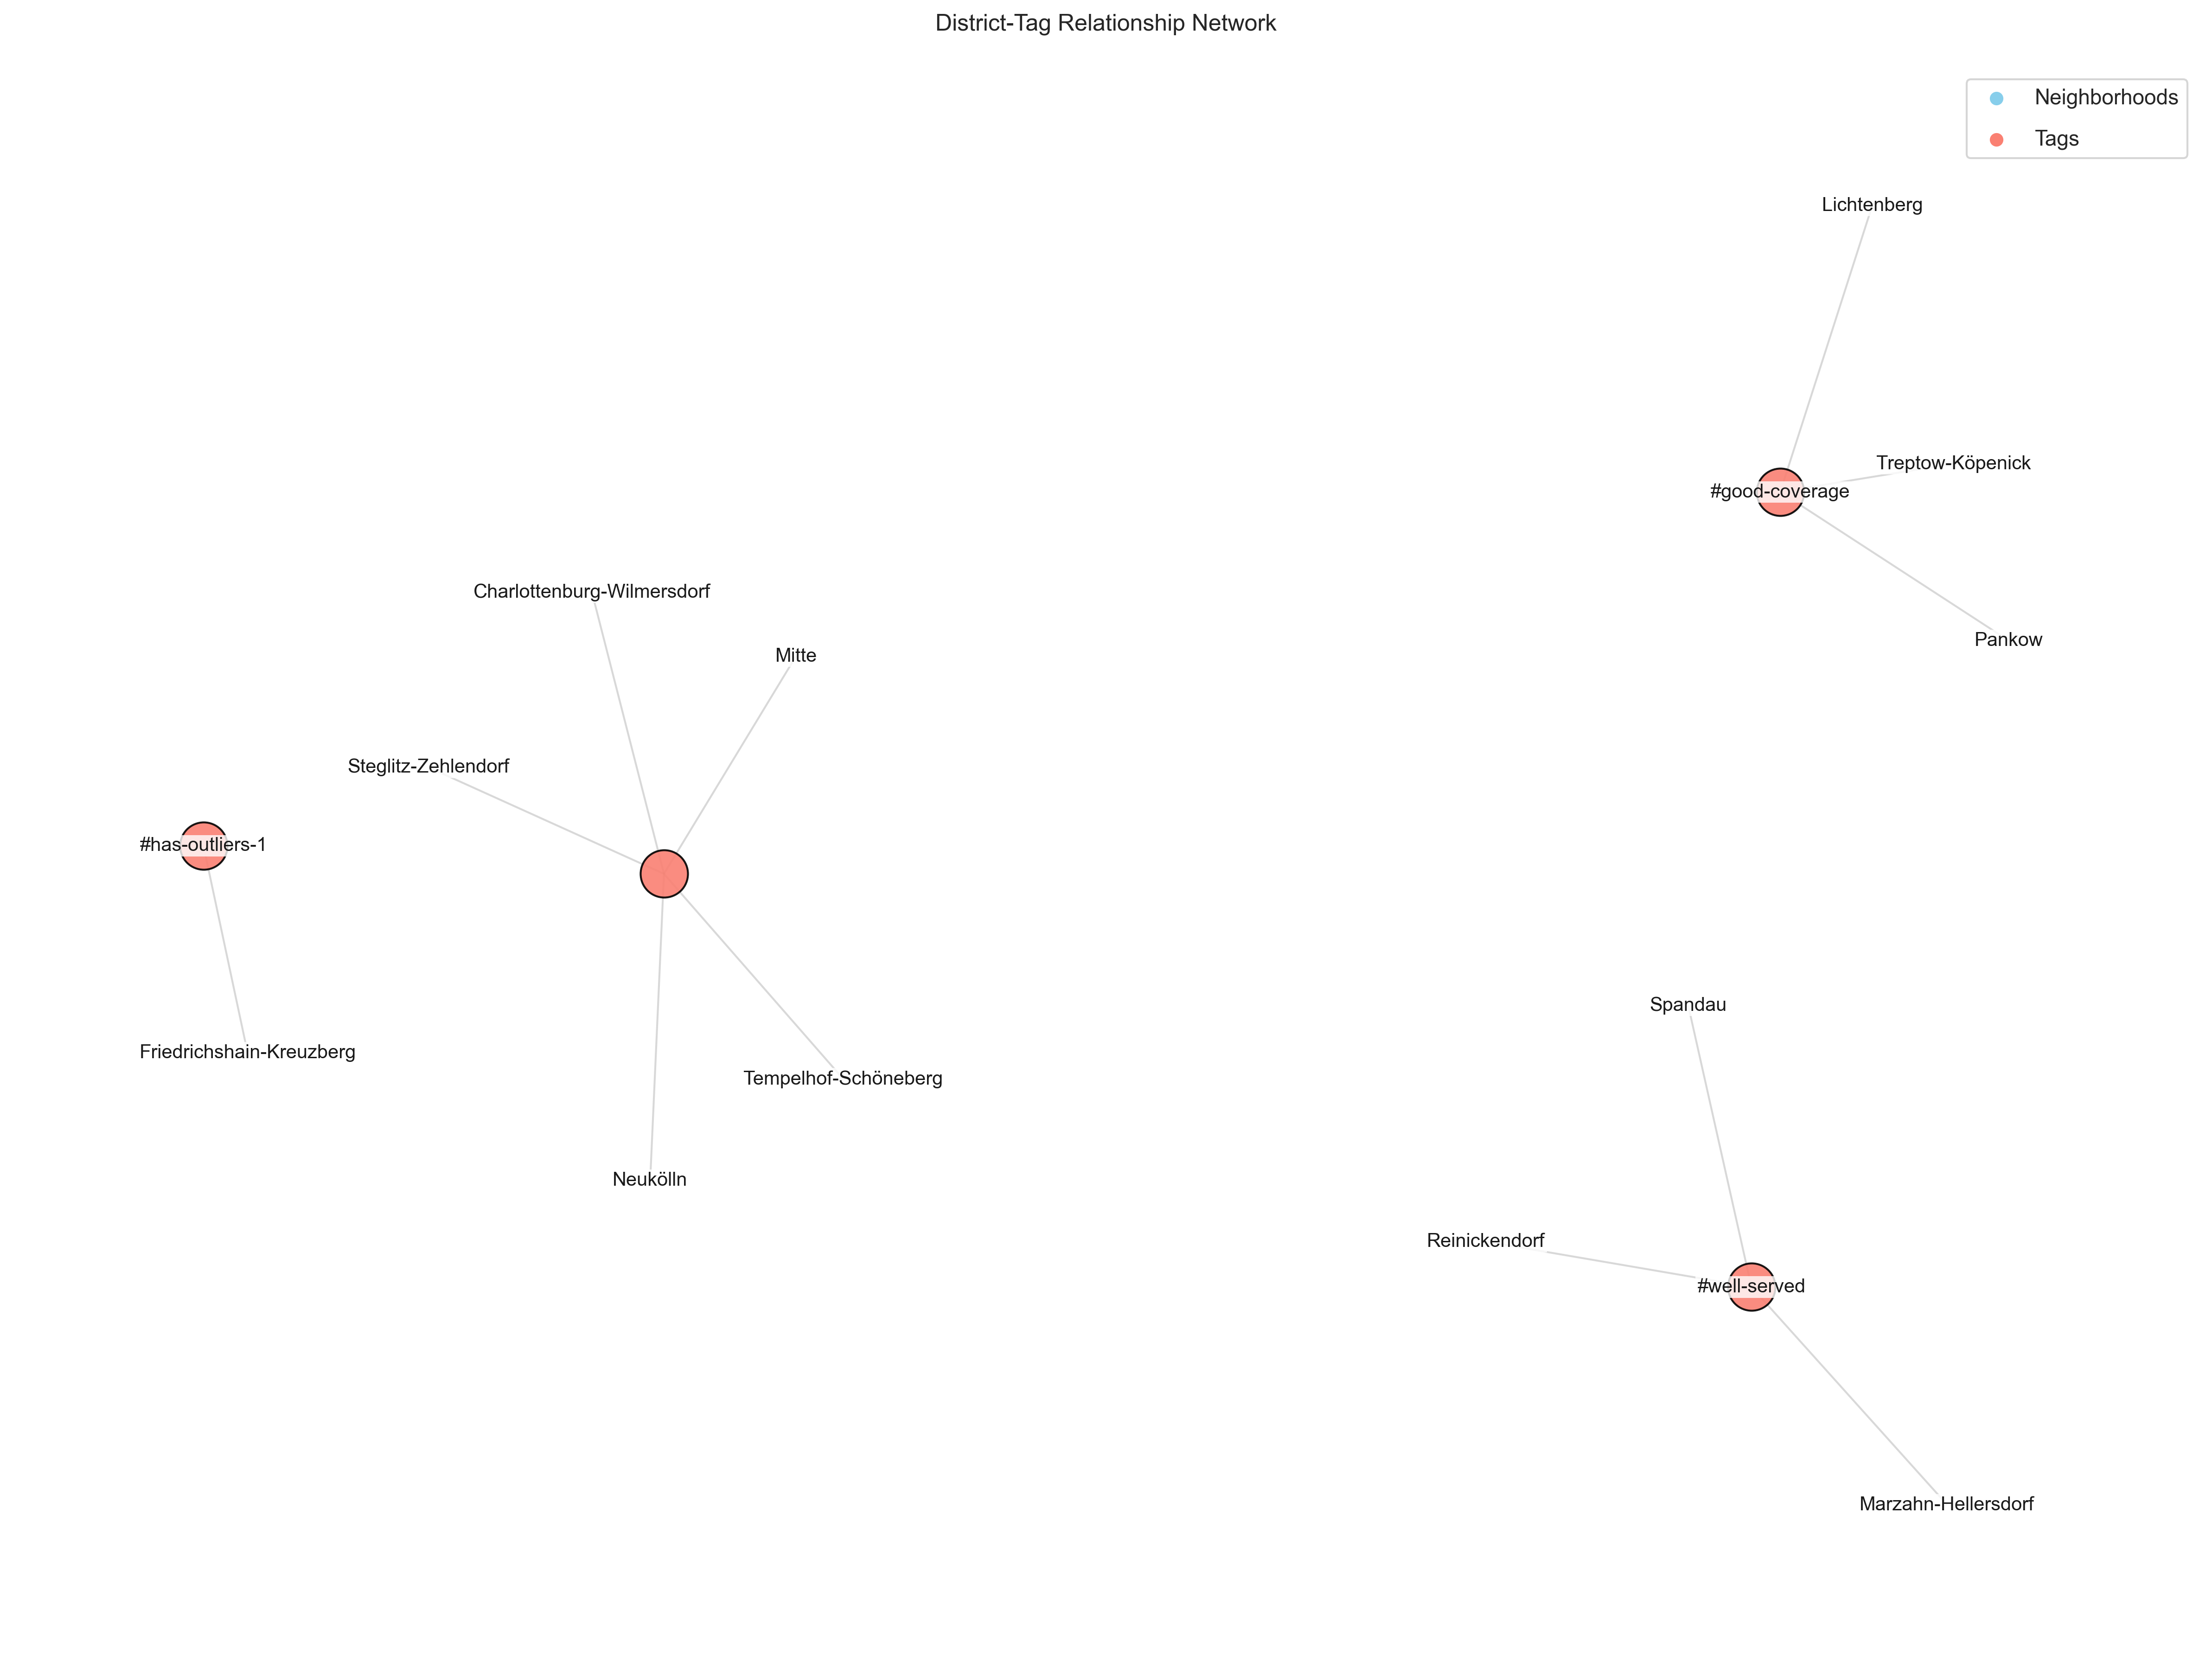 District-Tag Relationship Network
Neighborhoods
Tags
Lichtenberg
Treptow-Köpenick
#good-coverage
Pankow
Charlottenburg-Wilmersdorf
Mitte
Steglitz-Zehlendorf
#has-outliers-1
Friedrichshain-Kreuzberg
Tempelhof-Schöneberg
Neukölln
Spandau
Reinickendorf
#well-served
Marzahn-Hellersdorf